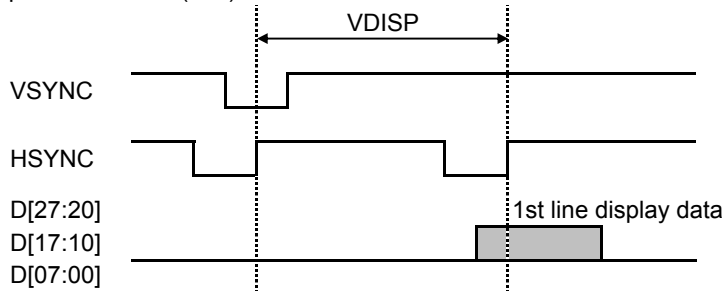 VDISP
VSYNC
HSYNC
D[27:20]
1st line display data
D[17:10]
D[07:00]